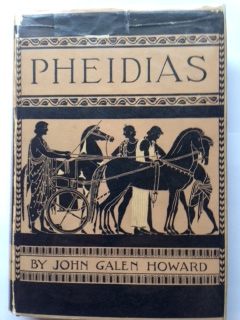 PHEIDIAS
BY JOHN GALEN HOWARD